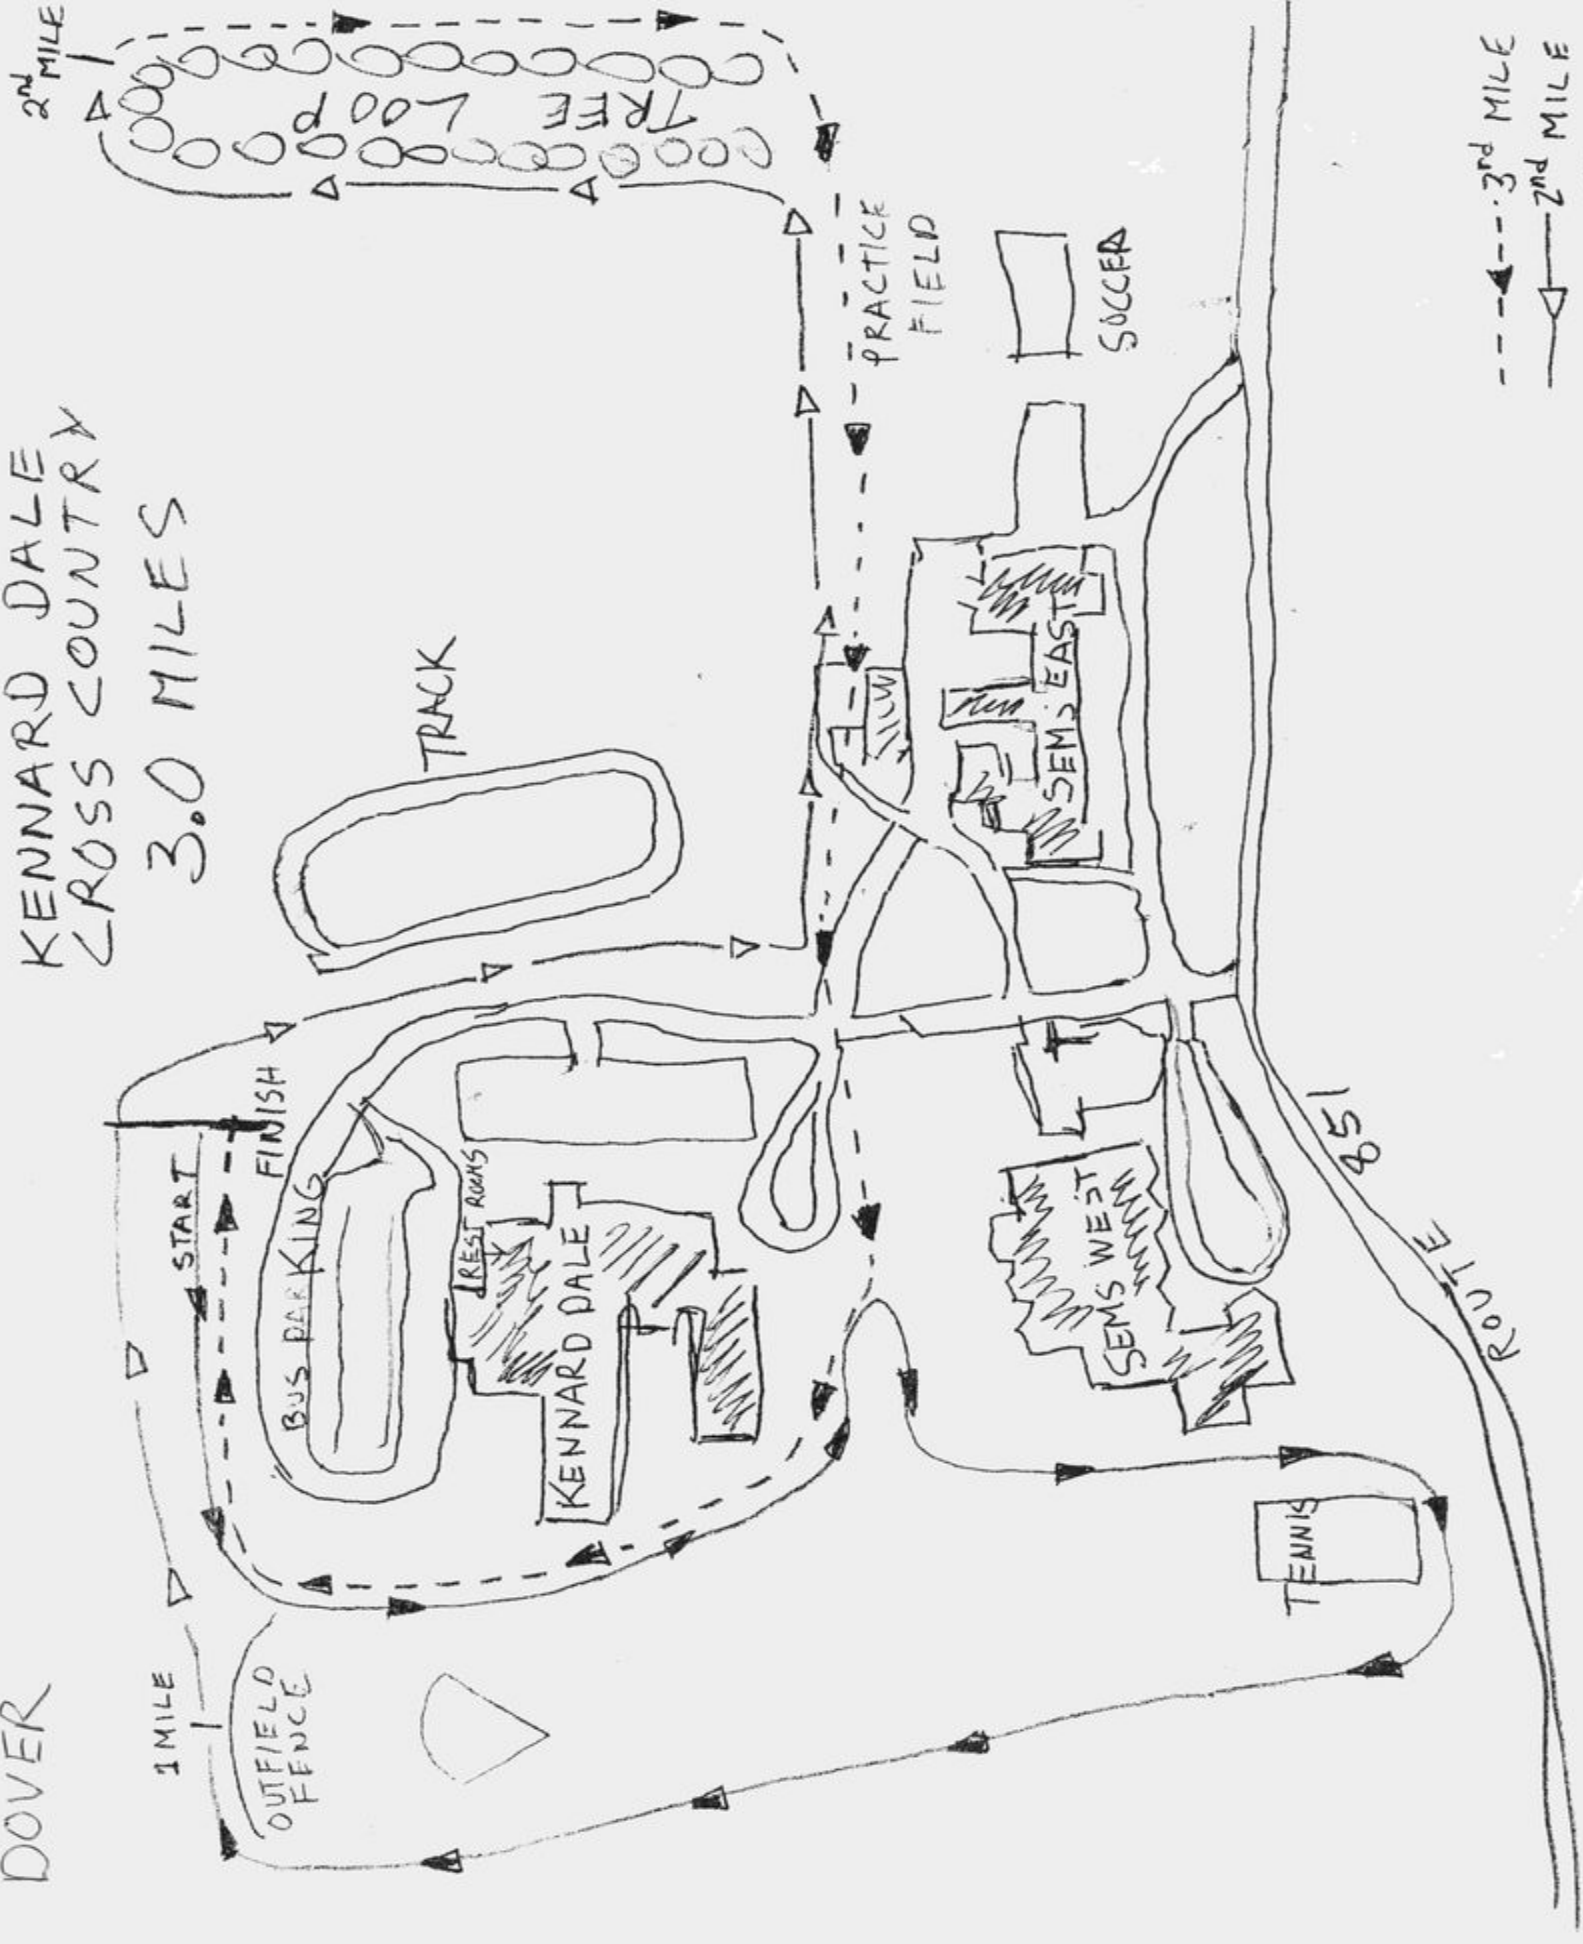 DOVER
KENNARD DALE
CROSS COUNTRY
3.0 MILES
2nd MILE
TREE LOOP
1 MILE
START
FINISH
OUTFIELD
FENCE
BUS PARKING
REST ROOMS
KENNARD DALE
TRACK
PRACTICE
FIELD
SOCCER
SEMS EAST
SEMS WEST
TENNIS
ROUTE 851
3rd MILE
2nd MILE